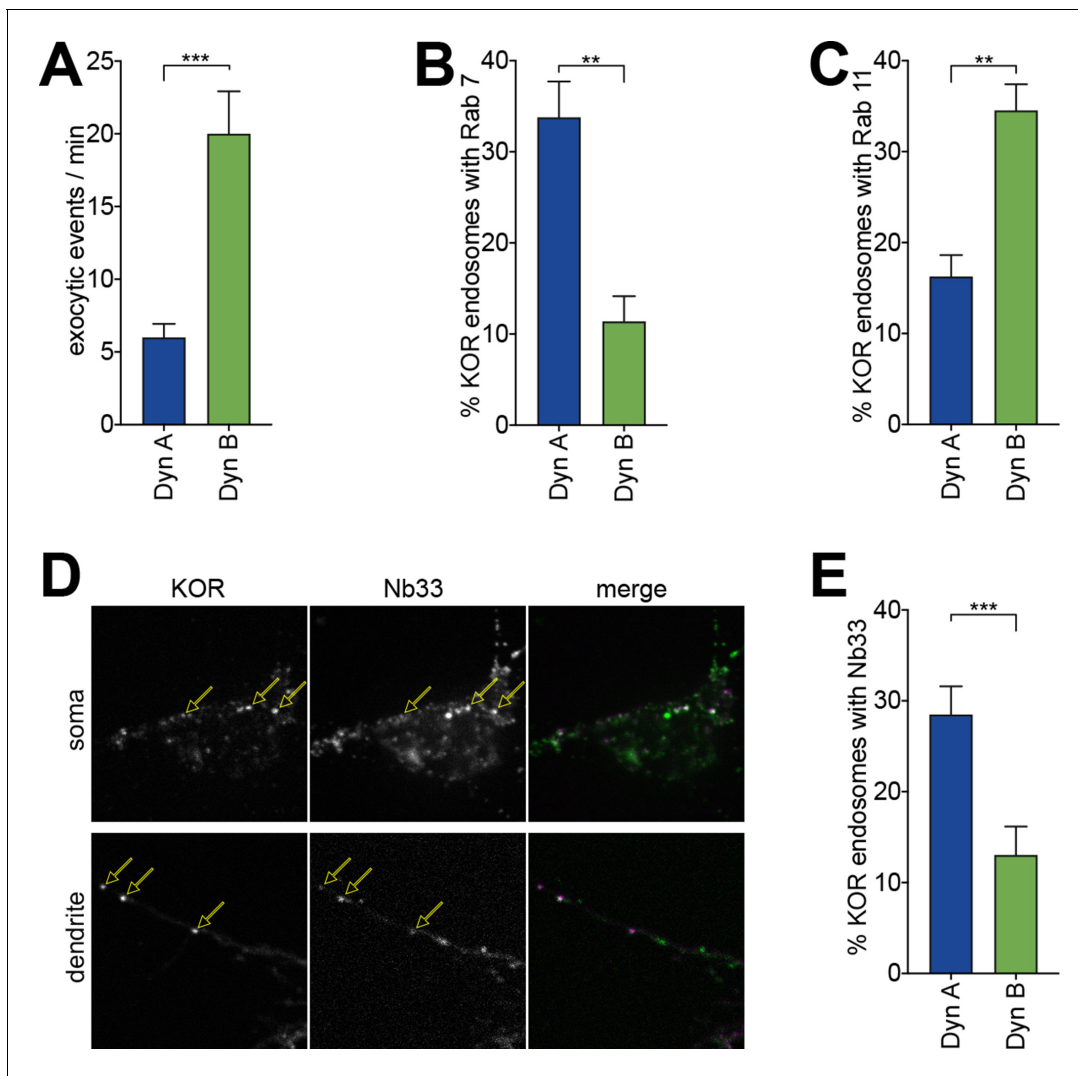 A
exocytic events / min
25
20
15
10
5
0
***
Dyn A
Dyn B
B
% KOR endosomes with Rab 7
40
30
20
10
0
**
Dyn A
Dyn B
C
% KOR endosomes with Rab 11
40
30
20
10
0
**
Dyn A
Dyn B
D
KOR
Nb33
merge
soma
dendrite
E
% KOR endosomes with Nb33
40
30
20
10
0
***
Dyn A
Dyn B